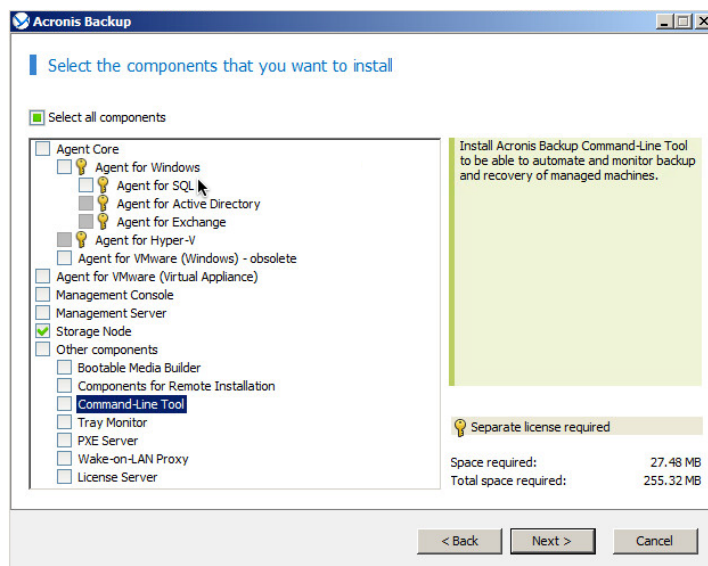 Acronis Backup
Select the components that you want to install
Select all components
Agent Core
Agent for Windows
Agent for SQL
Agent for Active Directory
Agent for Exchange
Agent for Hyper-V
Agent for VMware (Windows) - obsolete
Agent for VMware (Virtual Appliance)
Management Console
Management Server
Storage Node
Other components
Bootable Media Builder
Components for Remote Installation
Command-Line Tool
Tray Monitor
PXE Server
Wake-on-LAN Proxy
License Server
Install Acronis Backup Command-Line Tool
to be able to automate and monitor backup
and recovery of managed machines.
Separate license required
Space required: 27.48 MB
Total space required: 255.32 MB
< Back
Next >
Cancel